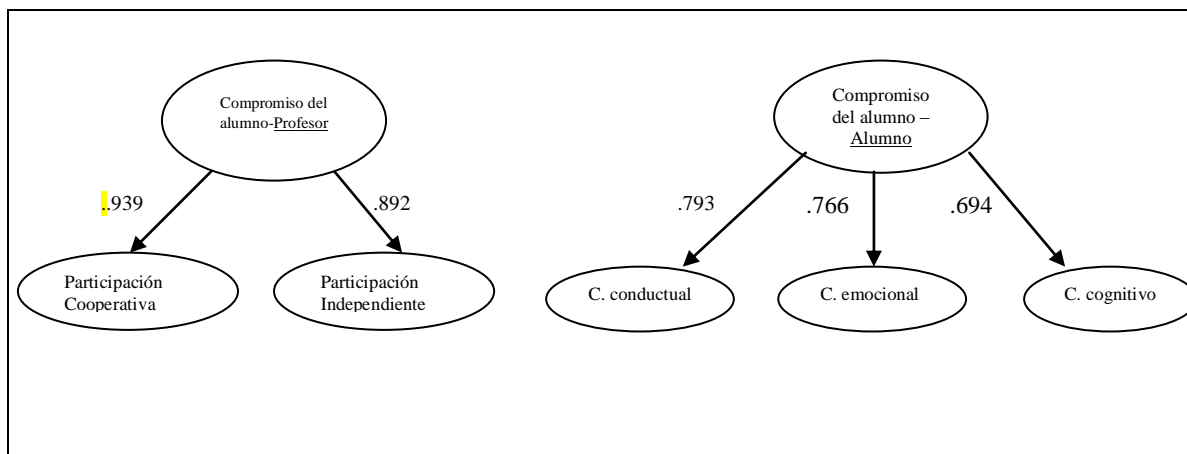 Compromiso del
alumno-Profesor
Compromiso
del alumno –
Alumno
..939
.892
.793
.766
.694
Participación
Cooperativa
Participación
Independiente
C. conductual
C. emocional
C. cognitivo